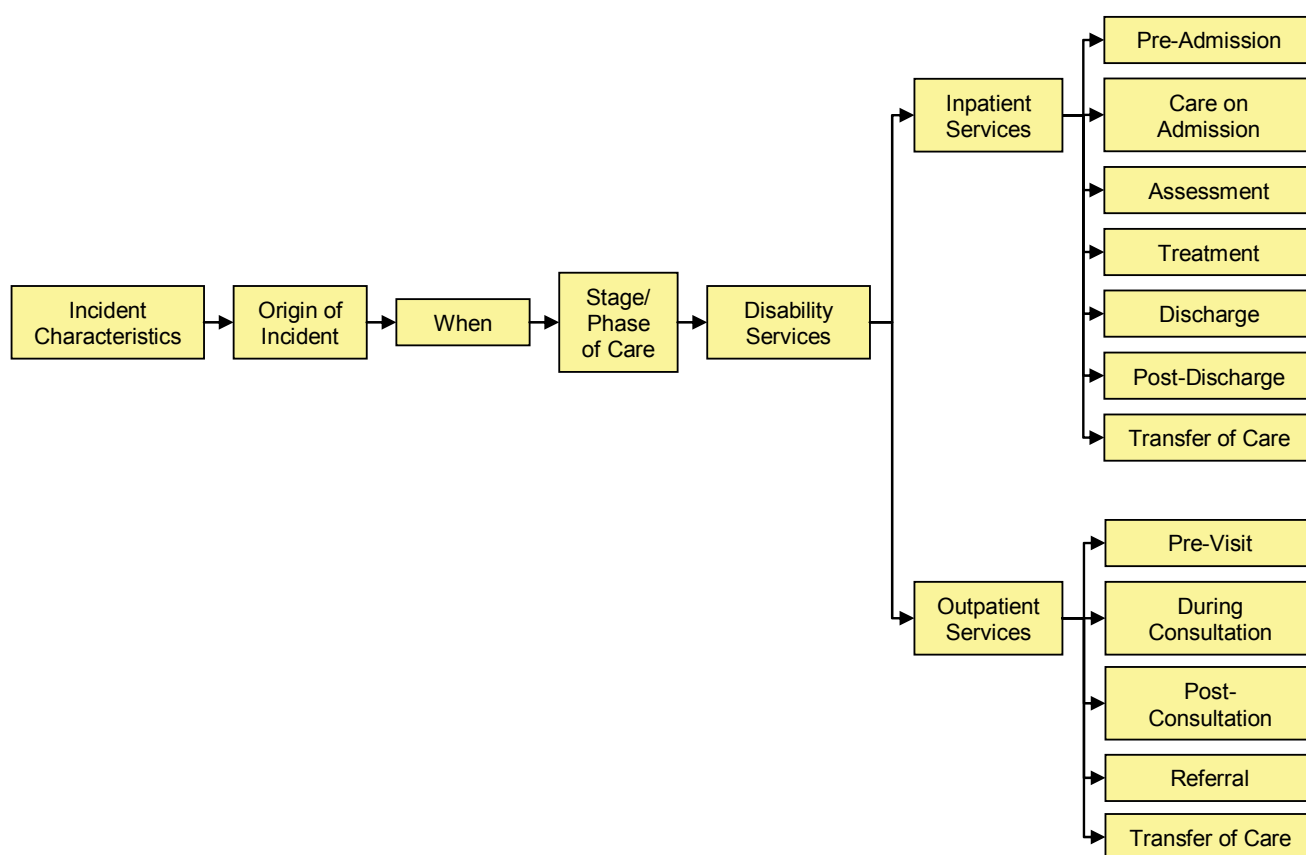 Pre-Admission
Inpatient
Services
Care on
Admission
Assessment
Treatment
Incident
Characteristics
Origin of
Incident
When
Stage/
Phase
of Care
Disability
Services
Discharge
Post-Discharge
Transfer of Care
Pre-Visit
Outpatient
Services
During
Consultation
Post-
Consultation
Referral
Transfer of Care